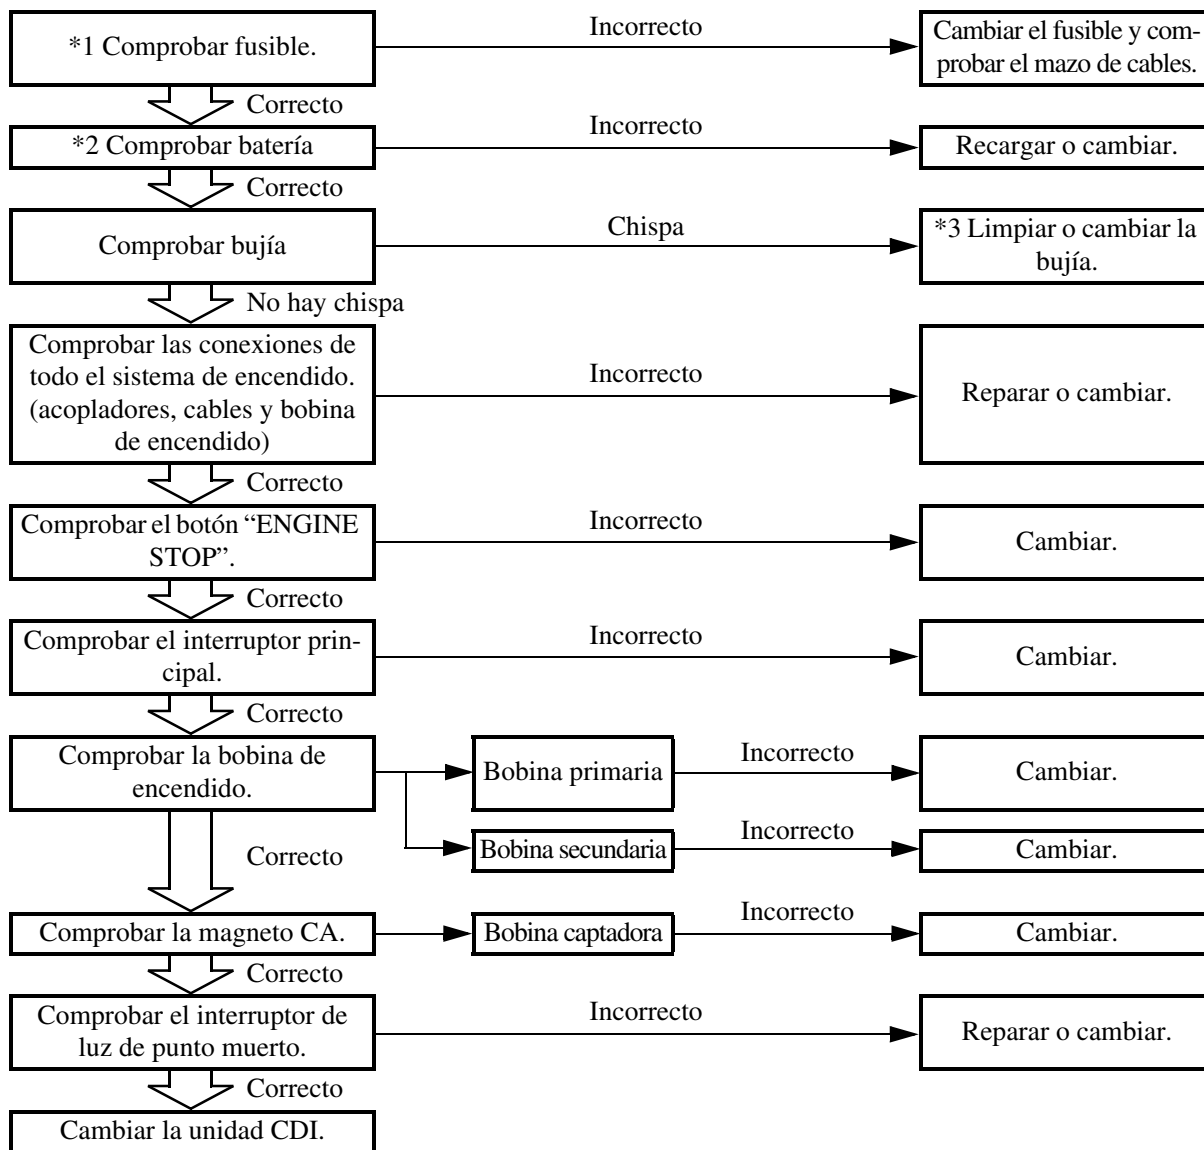 *1 Comprobar fusible.
Incorrecto
Cambiar el fusible y com-
probar el mazo de cables.
Correcto
*2 Comprobar batería
Incorrecto
Recargar o cambiar.
Correcto
Comprobar bujía
Chispa
*3 Limpiar o cambiar la
bujía.
No hay chispa
Comprobar las conexiones de
todo el sistema de encendido.
(acopladores, cables y bobina
de encendido)
Incorrecto
Reparar o cambiar.
Correcto
Comprobar el botón “ENGINE
STOP”.
Incorrecto
Cambiar.
Correcto
Comprobar el interruptor prin-
cipal.
Incorrecto
Cambiar.
Correcto
Comprobar la bobina de
encendido.
Bobina primaria
Incorrecto
Cambiar.
Bobina secundaria
Incorrecto
Cambiar.
Correcto
Comprobar la magneto CA.
Bobina captadora
Incorrecto
Cambiar.
Correcto
Comprobar el interruptor de
luz de punto muerto.
Incorrecto
Reparar o cambiar.
Correcto
Cambiar la unidad CDI.